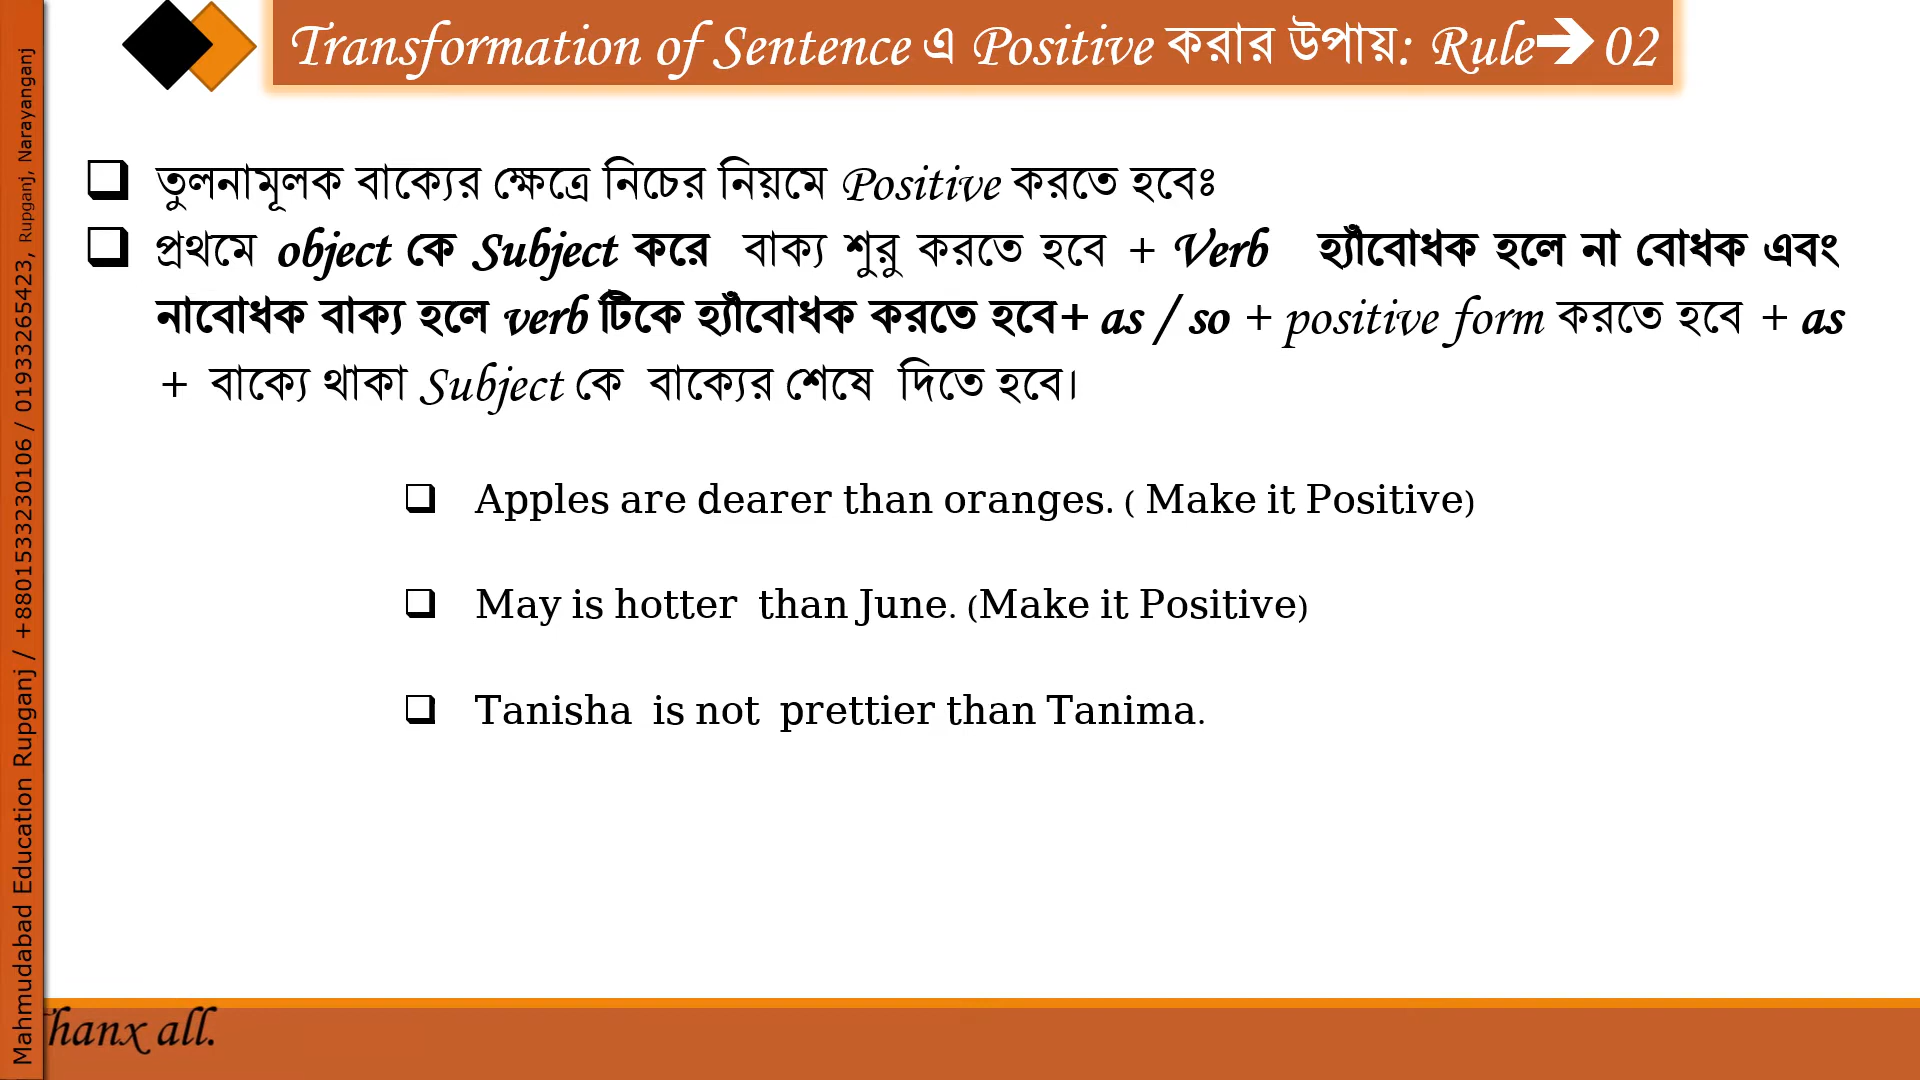 Transformation of Sentence এ Positive করার উপায়: Rule➔02
তুলনামূলক বাক্যের ক্ষেত্রে নিচের নিয়মে Positive করতে হবেঃ
প্রথমে object কে Subject করে বাক্য শুরু করতে হবে + Verb হ্যাঁবোধক হলে না বোধক এবং
নাবোধক বাক্য হলে verb টিকে হ্যাঁবোধক করতে হবে+ as / so + positive form করতে হবে + as
+ বাক্যে থাকা Subject কে বাক্যের শেষে দিতে হবে।
Apples are dearer than oranges. ( Make it Positive)
May is hotter than June. (Make it Positive)
Tanisha is not prettier than Tanima.
hanx all.
Mahmudabad Education Rupganj / +8801533230106 / 01933265423, Rupganj, Narayanganj